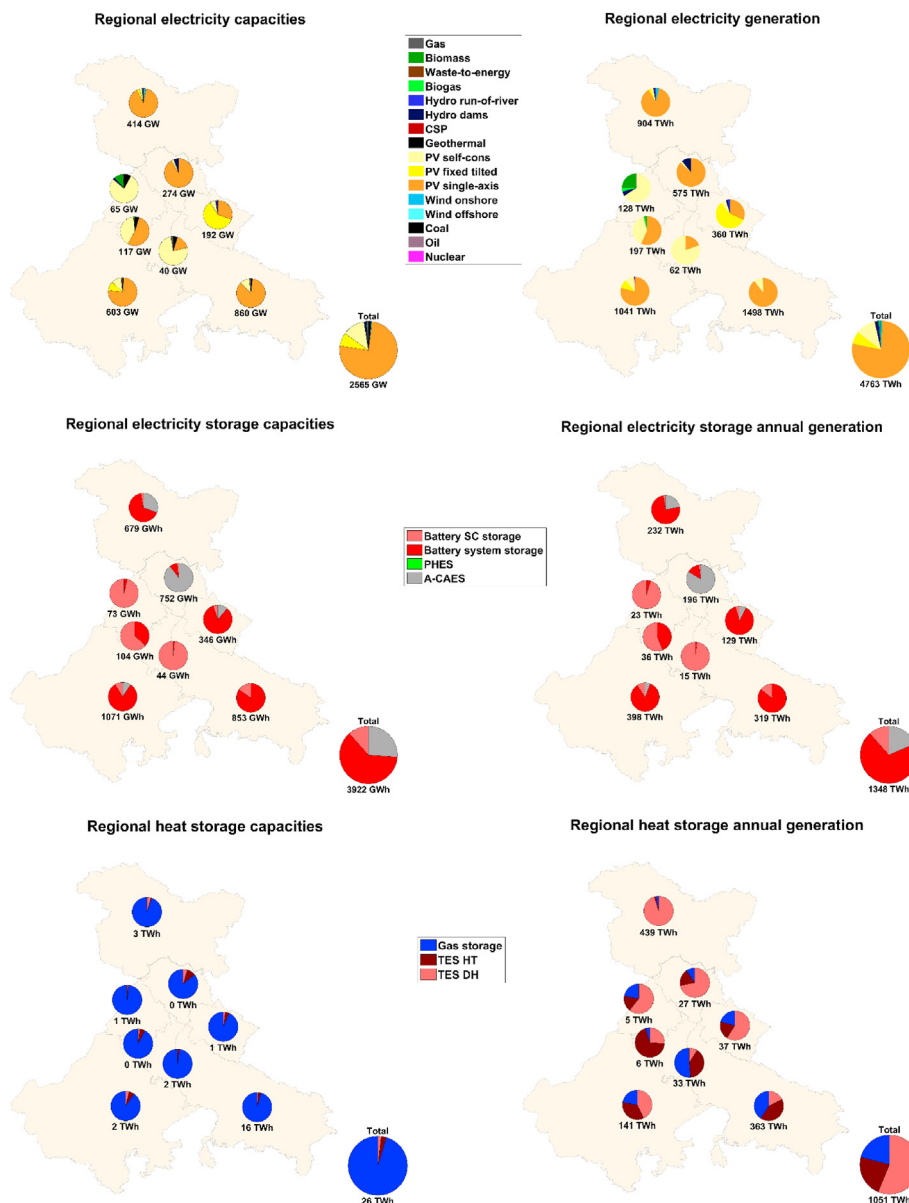 Regional electricity capacities
414 GW
274 GW
65 GW
192 GW
117 GW
40 GW
603 GW
860 GW
Total
2565 GW
Gas
Biomass
Waste-to-energy
Biogas
Hydro run-of-river
Hydro dams
CSP
Geothermal
PV self-cons
PV fixed tilted
PV single-axis
Wind onshore
Wind offshore
Coal
Oil
Nuclear
Regional electricity generation
904 TWh
575 TWh
128 TWh
360 TWh
197 TWh
62 TWh
1041 TWh
1498 TWh
Total
4763 TWh
Regional electricity storage capacities
679 GWh
752 GWh
73 GWh
346 GWh
104 GWh
44 GWh
1071 GWh
853 GWh
Total
3922 GWh
Battery SC storage
Battery system storage
PHES
A-CAES
Regional electricity storage annual generation
232 TWh
196 TWh
23 TWh
129 TWh
36 TWh
15 TWh
398 TWh
319 TWh
Total
1348 TWh
Regional heat storage capacities
3 TWh
0 TWh
1 TWh
1 TWh
0 TWh
2 TWh
2 TWh
16 TWh
Total
26 TWh
Gas storage
TES HT
TES DH
Regional heat storage annual generation
439 TWh
27 TWh
5 TWh
37 TWh
6 TWh
33 TWh
141 TWh
363 TWh
Total
1051 TWh